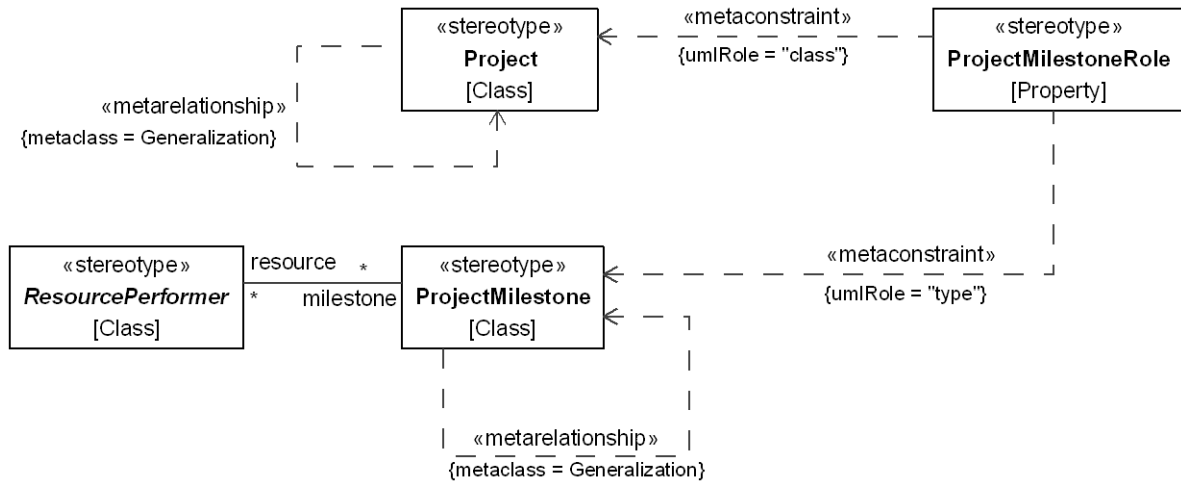 «stereotype»
Project
[Class]
«metaconstraint»
{umlRole = "class"}
«stereotype»
ProjectMilestoneRole
[Property]
«metarelationship»
{metaclass = Generalization}
«stereotype»
ResourcePerformer
[Class]
resource
*
*
milestone
«stereotype»
ProjectMilestone
[Class]
«metaconstraint»
{umlRole = "type"}
«metarelationship»
{metaclass = Generalization}